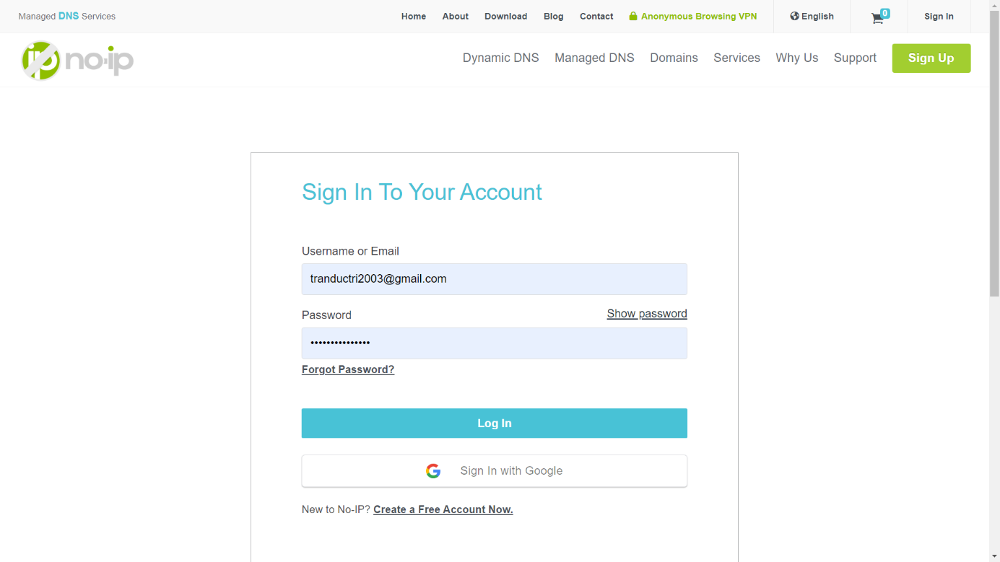 Managed DNS Services
Home About Download Blog Contact Anonymous Browsing VPN English 0 Sign In
no-ip
Dynamic DNS Managed DNS Domains Services Why Us Support Sign Up
Sign In To Your Account
Username or Email
tranductri2003@gmail.com
Password Show password
•••••••••••••••
Forgot Password?
Log In
Sign In with Google
New to No-IP? Create a Free Account Now.